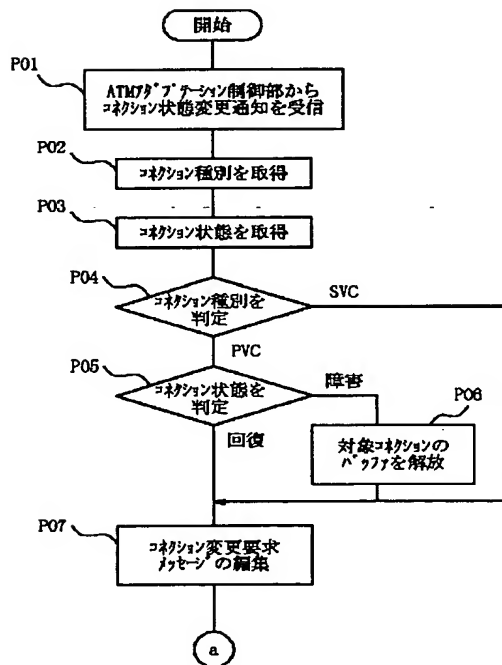 開始
P01
ATMアダプテーション制御部から
コネクション状態変更通知を受信
P02
コネクション種別を取得
P03
コネクション状態を取得
P04
コネクション種別を
判定
SVC
PVC
P05
コネクション状態を
判定
障害
P06
回復
対象コネクションの
バッファを解放
P07
コネクション変更要求
メッセージの編集
a